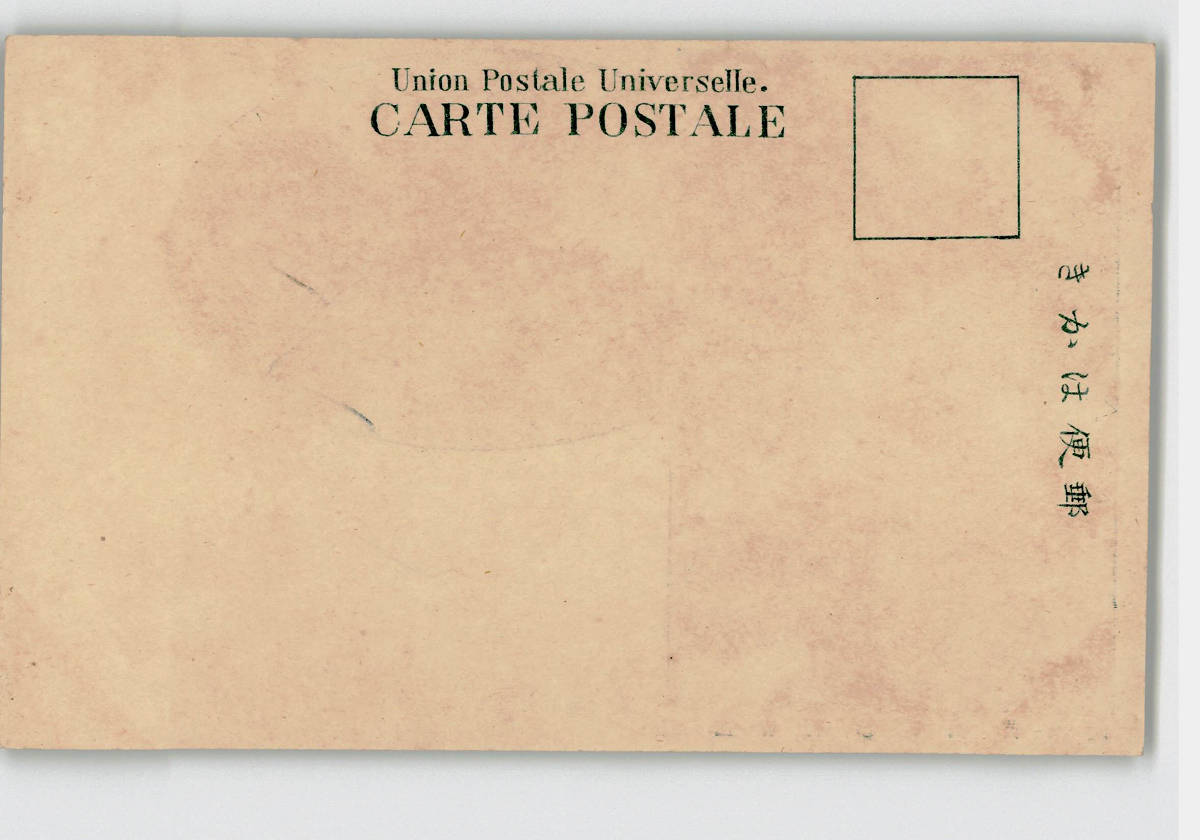 Union Postale Universelle.
CARTE POSTALE
郵便はかき